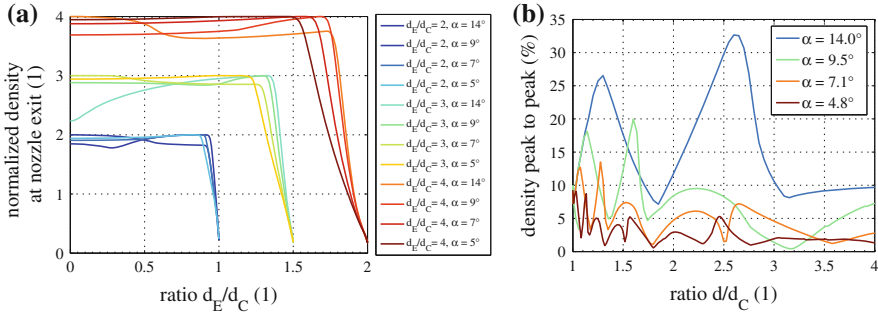 (a)
normalized density
at nozzle exit (1)
4
3
2
1
0
0 0.5 1 1.5 2
ratio d_E/d_C (1)
d_E/d_C= 2, α = 14°
d_E/d_C= 2, α = 9°
d_E/d_C= 2, α = 7°
d_E/d_C= 2, α = 5°
d_E/d_C= 3, α = 14°
d_E/d_C= 3, α = 9°
d_E/d_C= 3, α = 7°
d_E/d_C= 3, α = 5°
d_E/d_C= 4, α = 14°
d_E/d_C= 4, α = 9°
d_E/d_C= 4, α = 7°
d_E/d_C= 4, α = 5°
(b)
density peak to peak (%)
35
30
25
20
15
10
5
0
1 1.5 2 2.5 3 3.5 4
ratio d/d_C (1)
α = 14.0°
α = 9.5°
α = 7.1°
α = 4.8°